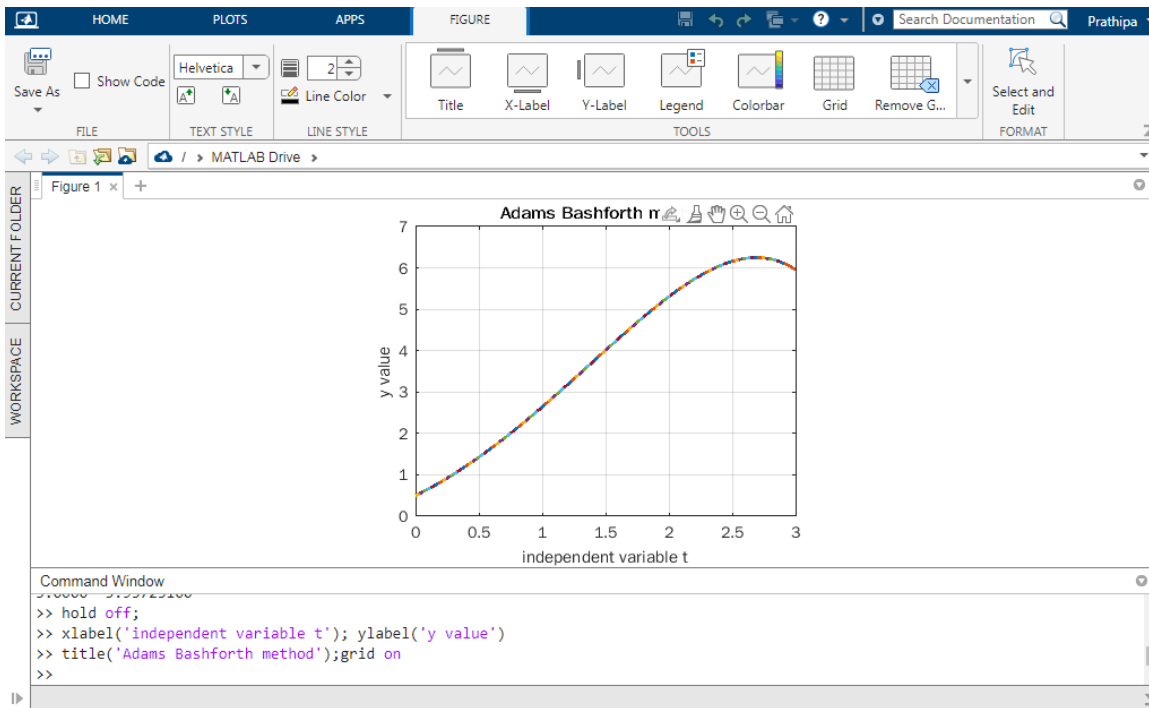 HOME PLOTS APPS FIGURE Search Documentation Prathipa
Save As Show Code Helvetica 2 Line Color Title X-Label Y-Label Legend Colorbar Grid Remove G... Select and Edit
FILE TEXT STYLE LINE STYLE TOOLS FORMAT
/ > MATLAB Drive >
CURRENT FOLDER
WORKSPACE
Figure 1 × +
Adams Bashforth
7
6
5
4
3
2
1
0
y value
0 0.5 1 1.5 2 2.5 3
independent variable t
Command Window
>> hold off;
>> xlabel('independent variable t'); ylabel('y value')
>> title('Adams Bashforth method');grid on
>>